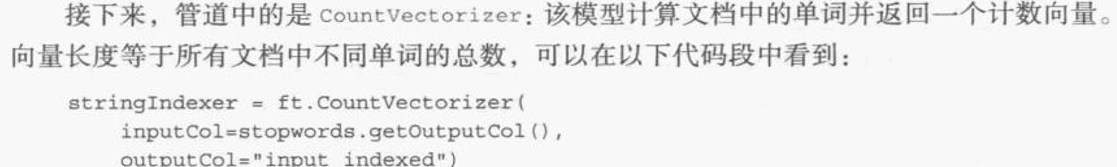 接下来，管道中的是 CountVectorizer：该模型计算文档中的单词并返回一个计数向量。
向量长度等于所有文档中不同单词的总数，可以在以下代码段中看到：
stringIndexer = ft.CountVectorizer(
inputCol=stopwords.getOutputCol(),
outputCol="input_indexed")